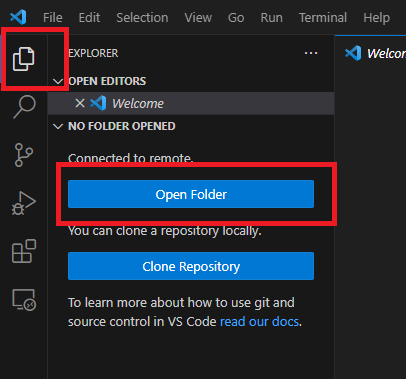 File Edit Selection View Go Run Terminal Help
EXPLORER
OPEN EDITORS
Welcome
NO FOLDER OPENED
Connected to remote.
Open Folder
You can clone a repository locally.
Clone Repository
To learn more about how to use git and
source control in VS Code read our docs.